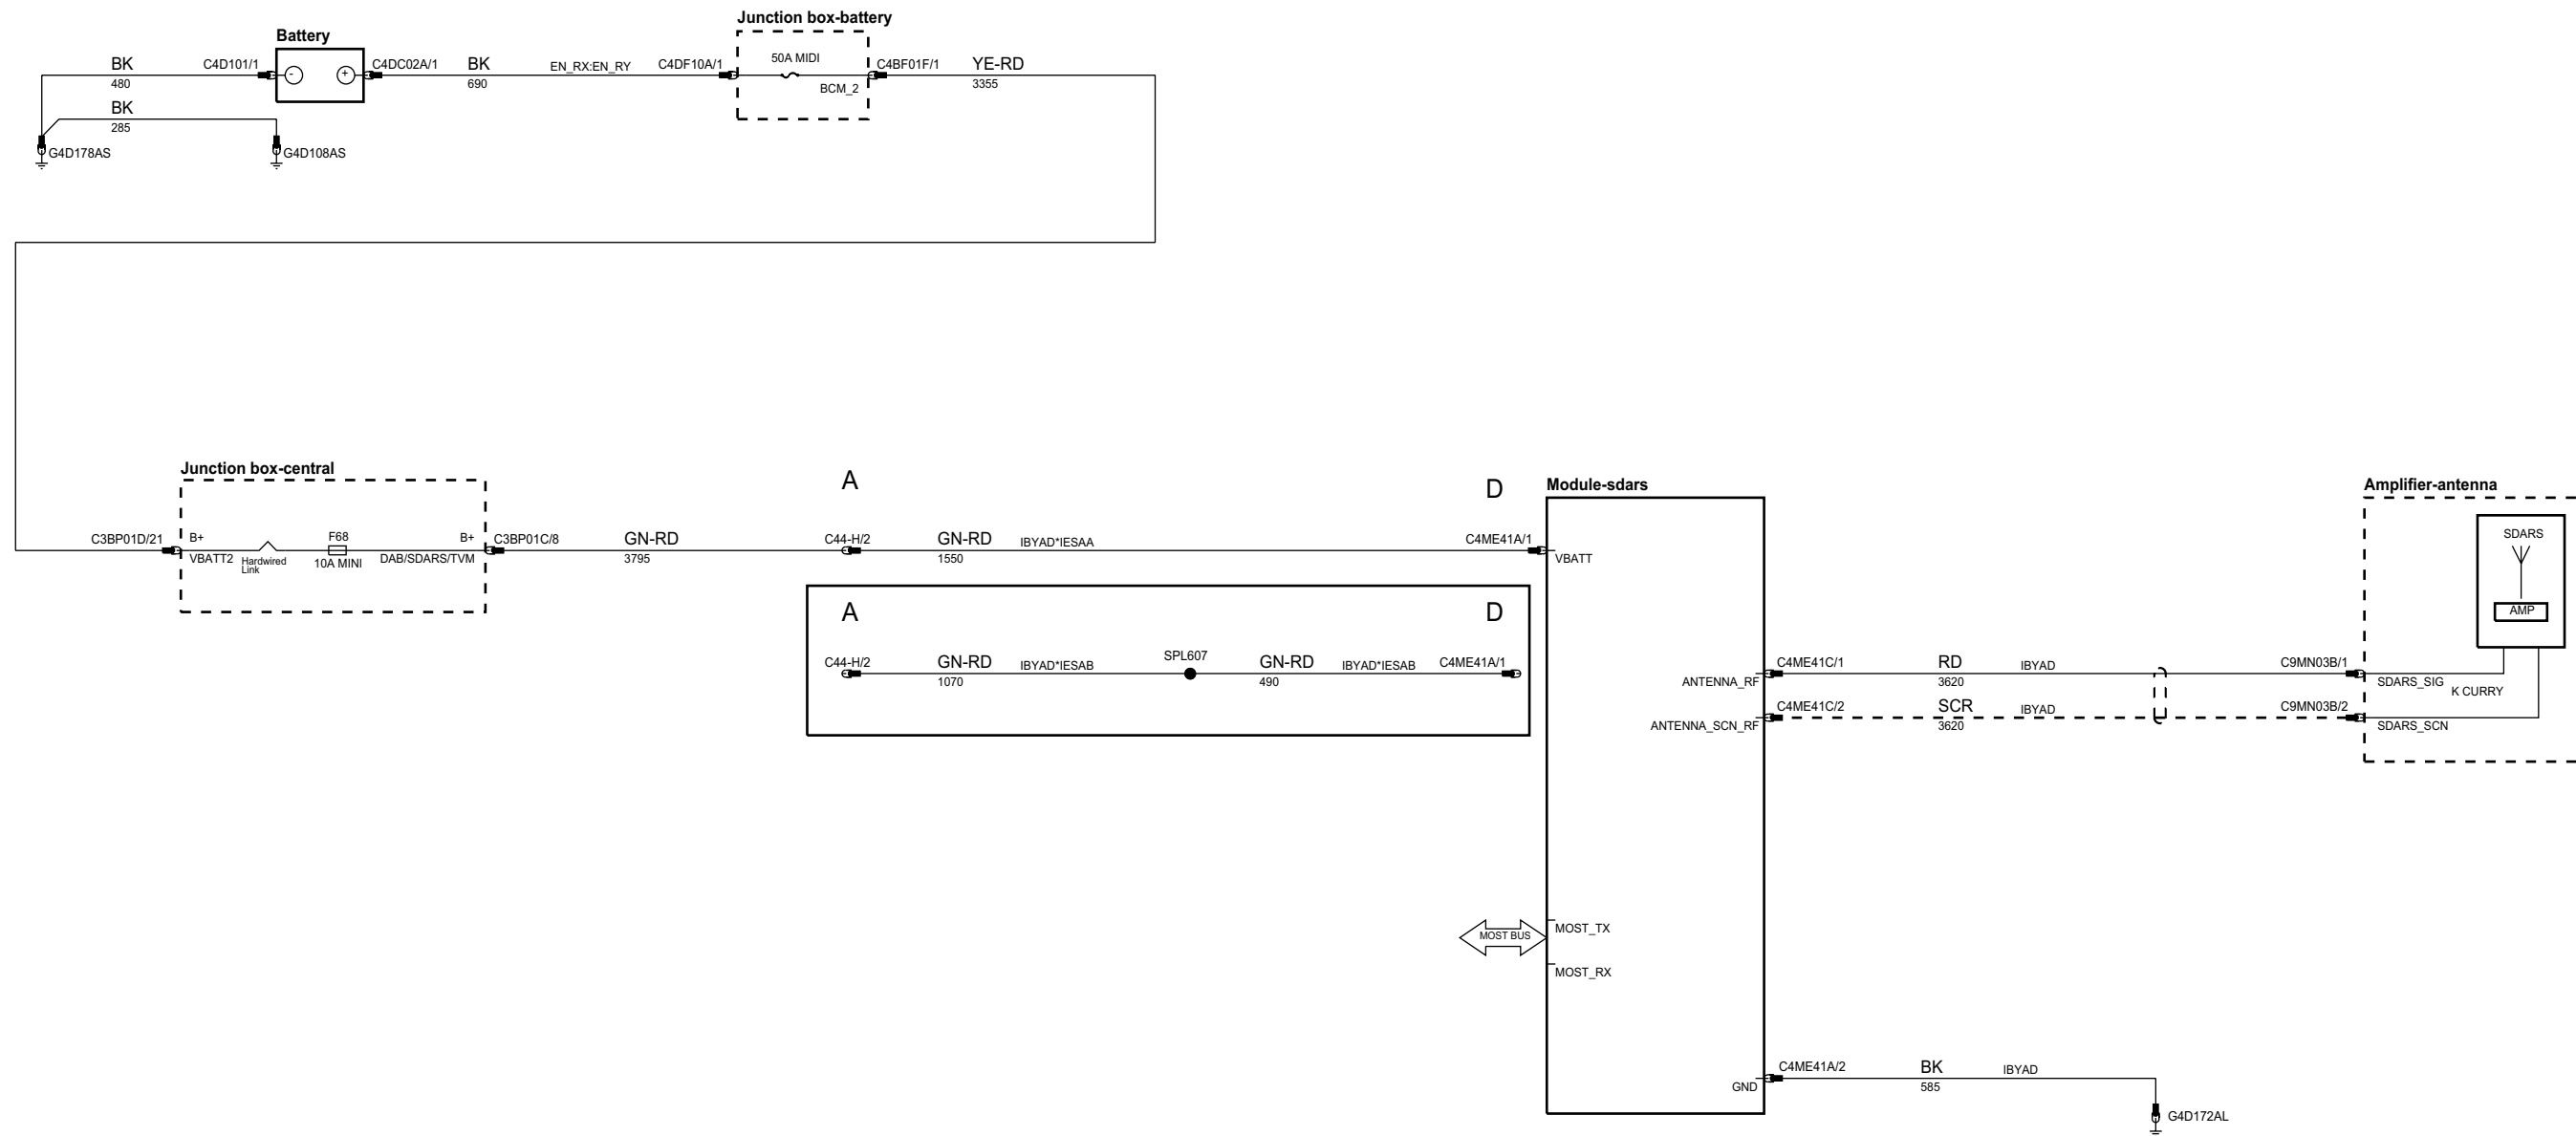 Junction box-battery
Battery
BK
480
C4D101/1
-
+
C4DC02A/1
BK
690
EN_RX:EN_RY
C4DF10A/1
50A MIDI
BCM_2
C4BF01F/1
YE-RD
3355
BK
285
G4D178AS
G4D108AS
Junction box-central
A
D
Module-sdars
Amplifier-antenna
C3BP01D/21
B+
VBATT2
Hardwired
Link
F68
10A MINI
B+
DAB/SDARS/TVM
C3BP01C/8
GN-RD
3795
C44-H/2
GN-RD
1550
IBYAD*IESAA
C4ME41A/1
VBATT
SDARS
AMP
A
D
C44-H/2
GN-RD
1070
IBYAD*IESAB
SPL607
GN-RD
490
IBYAD*IESAB
C4ME41A/1
ANTENNA_RF
C4ME41C/1
RD
3620
IBYAD
C9MN03B/1
SDARS_SIG
K CURRY
ANTENNA_SCN_RF
C4ME41C/2
SCR
3620
IBYAD
C9MN03B/2
SDARS_SCN
MOST BUS
MOST_TX
MOST_RX
GND
C4ME41A/2
BK
585
IBYAD
G4D172AL